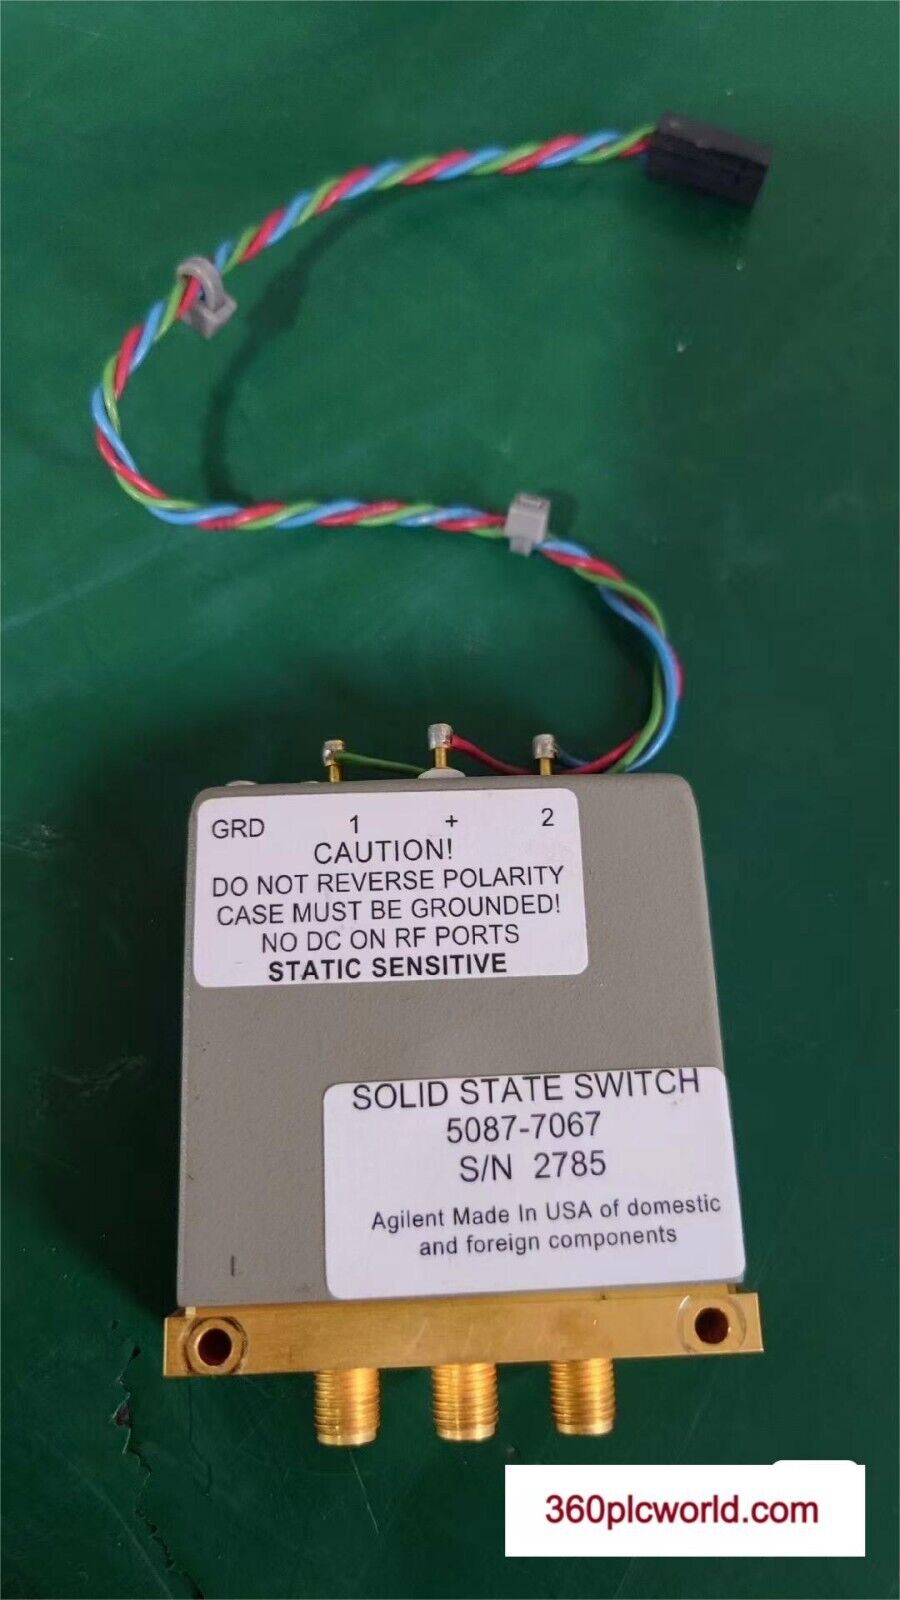 GRD 1 + 2
CAUTION!
DO NOT REVERSE POLARITY
CASE MUST BE GROUNDED!
NO DC ON RF PORTS
STATIC SENSITIVE
SOLID STATE SWITCH
5087-7067
S/N 2785
Agilent Made In USA of domestic
and foreign components
360plcworld.com